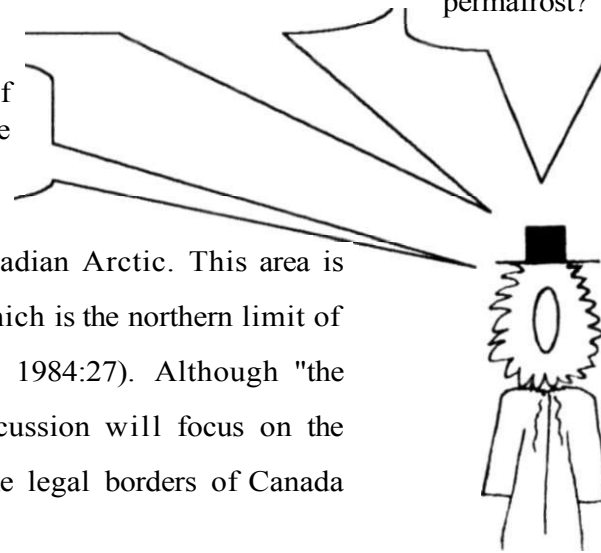 permafrost?
of
e
adian Arctic. This area is
hich is the northern limit of
1984:27). Although "the
cussion will focus on the
e legal borders of Canada